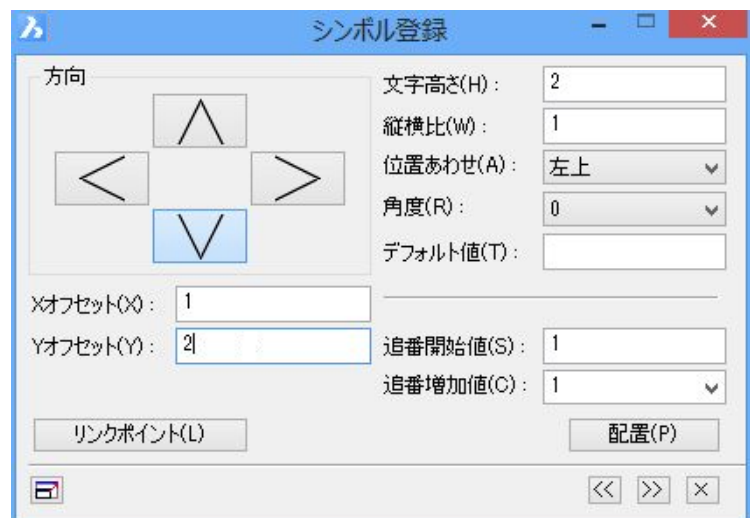 シンボル登録
方向
文字高さ(H) : 2
縦横比(W) : 1
位置あわせ(A) : 左上
角度(R) : 0
デフォルト値(T) :
Xオフセット(X) : 1
Yオフセット(Y) : 2
追番開始値(S) : 1
追番増加値(C) : 1
リンクポイント(L)
配置(P)